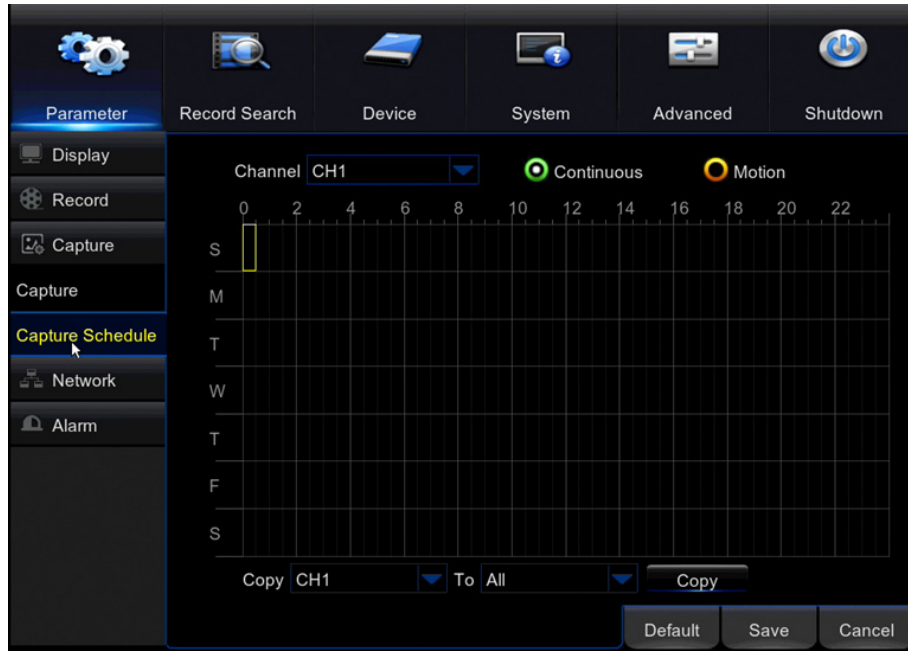 Parameter Record Search Device System Advanced Shutdown
Display
Channel CH1 Continuous Motion
Record
0 2 4 6 8 10 12 14 16 18 20 22
Capture
S
Capture
M
Capture Schedule
T
Network
W
Alarm
T
F
S
Copy CH1 To All Copy
Default Save Cancel